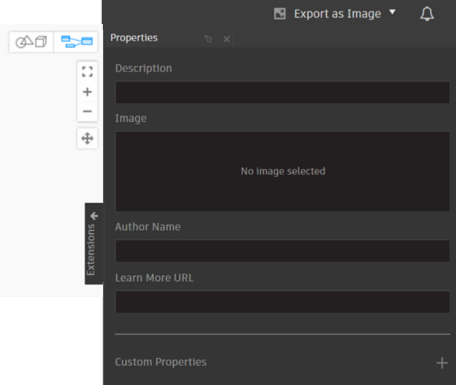 Export as Image
Properties
Description
Image
No image selected
Extensions
Author Name
Learn More URL
Custom Properties